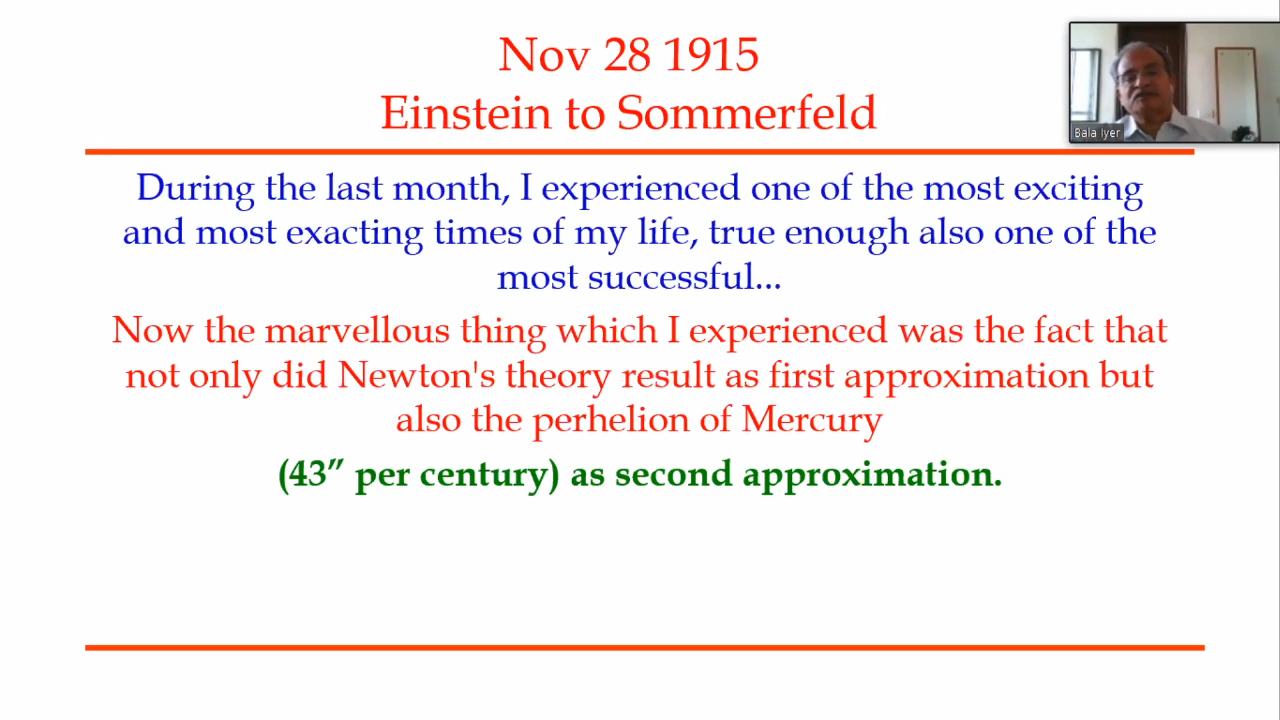 Nov 28 1915
Einstein to Sommerfeld
Bala Iyer
During the last month, I experienced one of the most exciting
and most exacting times of my life, true enough also one of the
most successful...
Now the marvellous thing which I experienced was the fact that
not only did Newton's theory result as first approximation but
also the perhelion of Mercury
(43” per century) as second approximation.